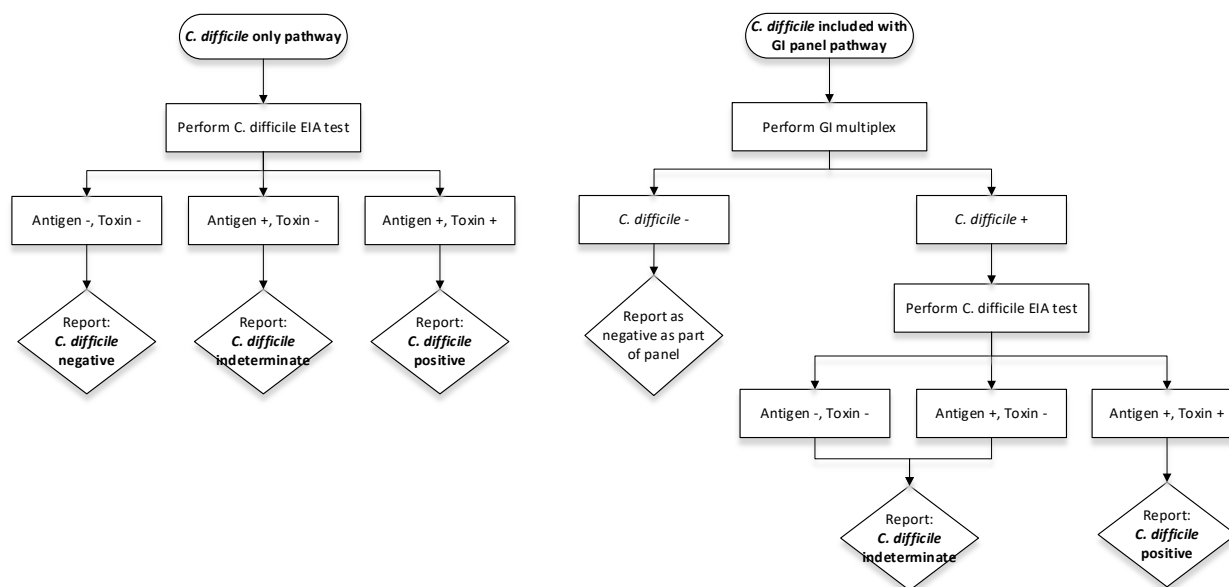 C. difficile only pathway
Perform C. difficile EIA test
Antigen -, Toxin -
Antigen +, Toxin -
Antigen +, Toxin +
Report:
C. difficile
negative
Report:
C. difficile
indeterminate
Report:
C. difficile
positive
C. difficile included with
GI panel pathway
Perform GI multiplex
C. difficile -
C. difficile +
Report as
negative as part
of panel
Perform C. difficile EIA test
Antigen -, Toxin -
Antigen +, Toxin -
Antigen +, Toxin +
Report:
C. difficile
indeterminate
Report:
C. difficile
positive